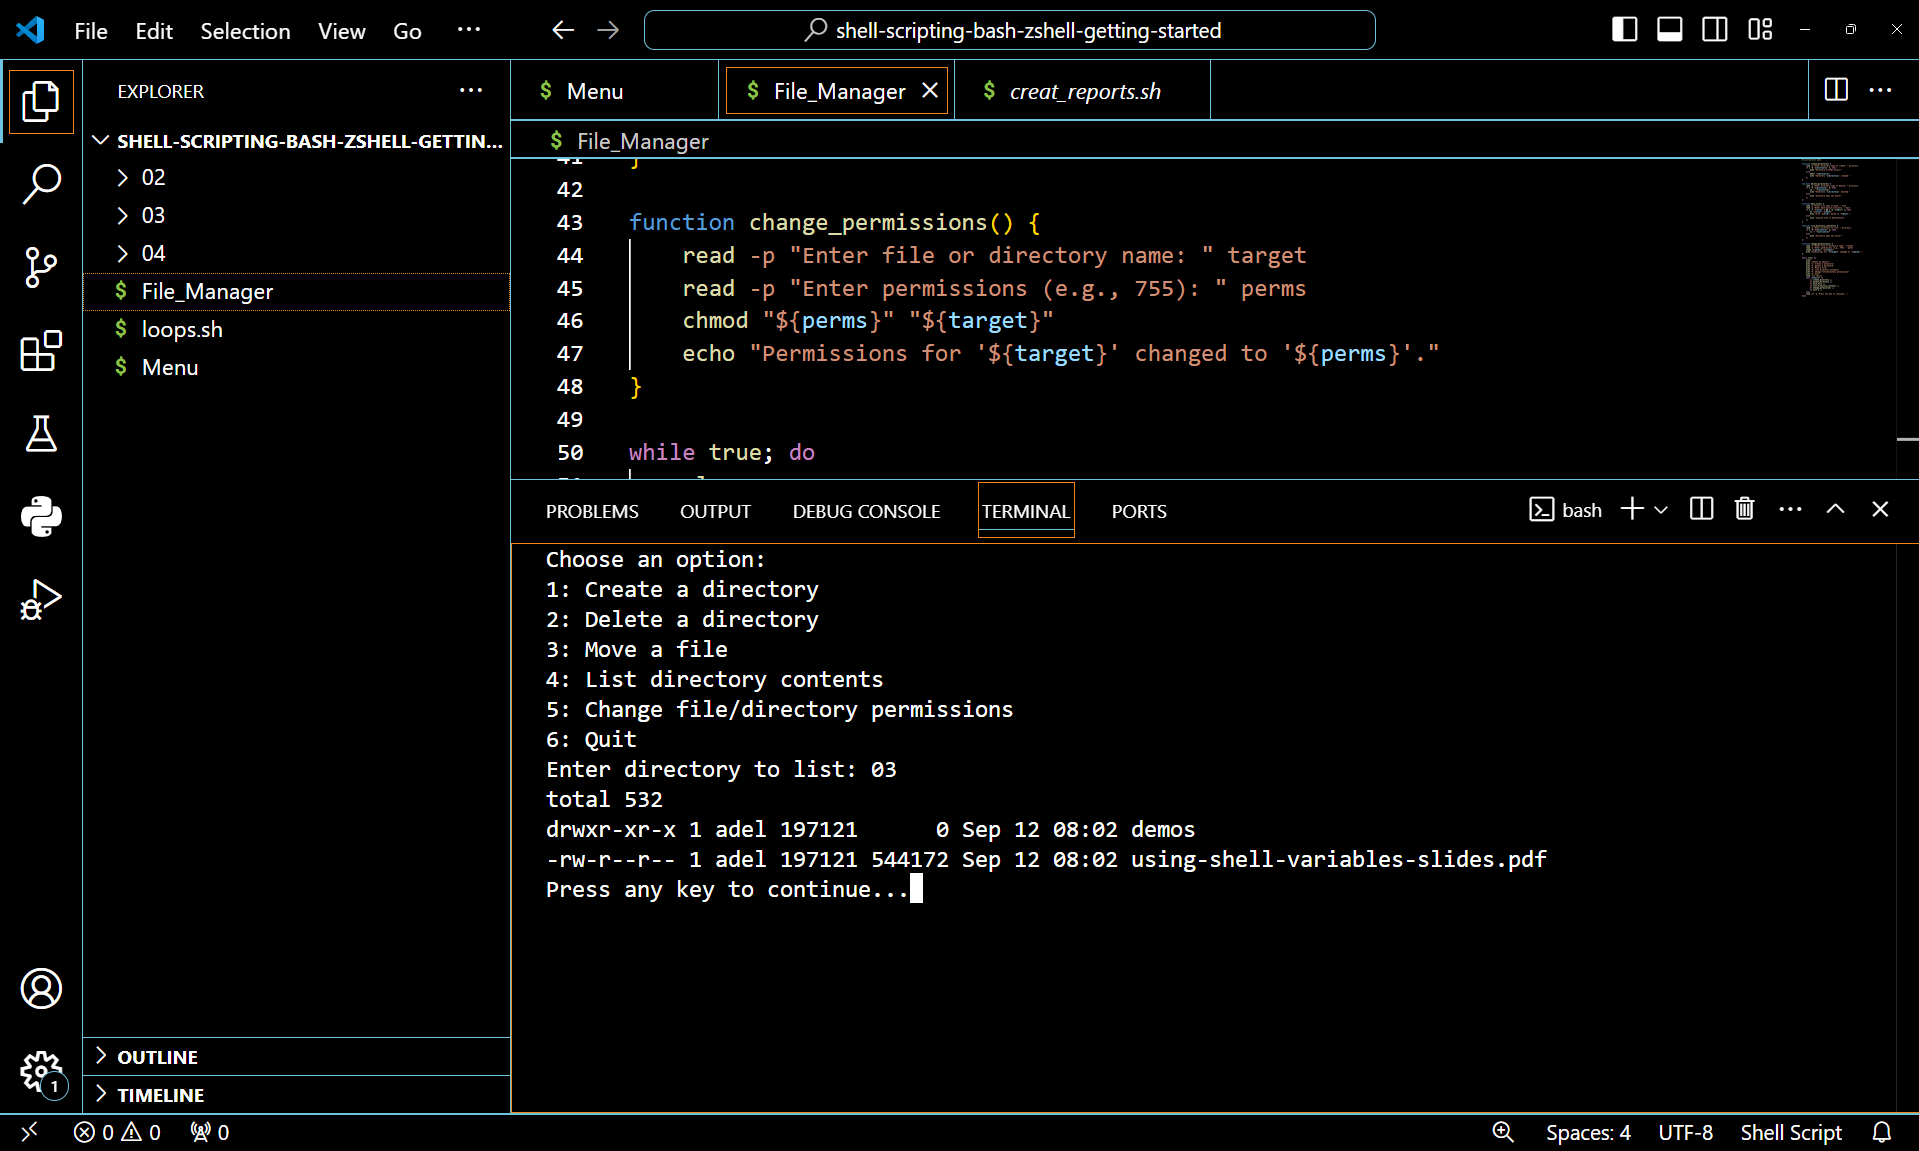 File Edit Selection View Go ··· shell-scripting-bash-zshell-getting-started
EXPLORER
SHELL-SCRIPTING-BASH-ZSHELL-GETTIN...
02
03
04
$ File_Manager
$ loops.sh
$ Menu
OUTLINE
TIMELINE
1
$ Menu $ File_Manager $ creat_reports.sh
$ File_Manager
41 }
42
43 function change_permissions() {
44 read -p "Enter file or directory name: " target
45 read -p "Enter permissions (e.g., 755): " perms
46 chmod "${perms}" "${target}"
47 echo "Permissions for '${target}' changed to '${perms}'."
48 }
49
50 while true; do
PROBLEMS OUTPUT DEBUG CONSOLE TERMINAL PORTS bash
Choose an option:
1: Create a directory
2: Delete a directory
3: Move a file
4: List directory contents
5: Change file/directory permissions
6: Quit
Enter directory to list: 03
total 532
drwxr-xr-x 1 adel 197121      0 Sep 12 08:02 demos
-rw-r--r-- 1 adel 197121 544172 Sep 12 08:02 using-shell-variables-slides.pdf
Press any key to continue...
0 0 0 Spaces: 4 UTF-8 Shell Script